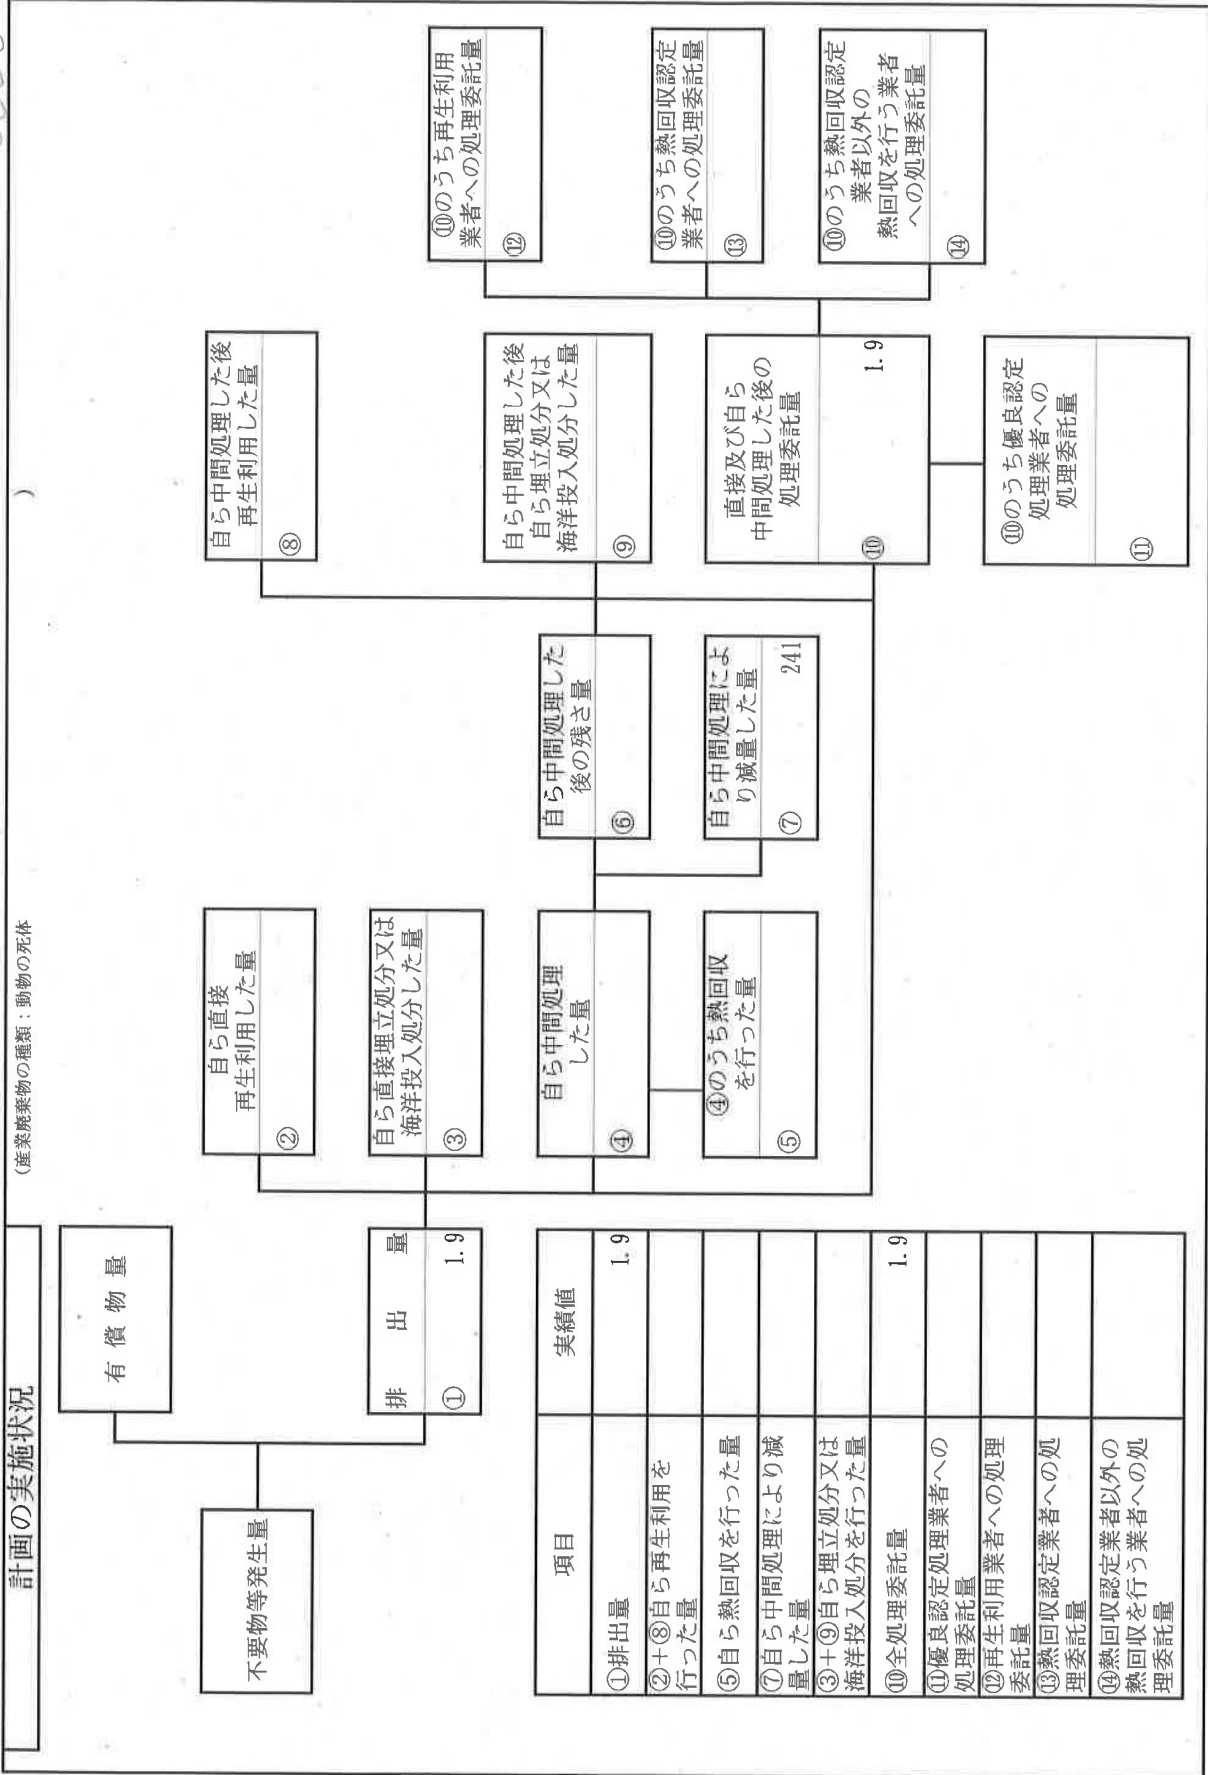 計画の実施状況
(産業廃棄物の種類:動物の死体
)
不要物等発生量
有償物量
排出量
① 1.9
自ら直接
再生利用した量
②
自ら直接埋立処分又は
海洋投入処分した量
③
自ら中間処理
した量
④
④のうち熱回収
を行った量
⑤
自ら中間処理した
後の残さ量
⑥
自ら中間処理によ
り減量した量
⑦ 241
自ら中間処理した後
再生利用した量
⑧
自ら中間処理した後
自ら埋立処分又は
海洋投入処分した量
⑨
直接及び自ら
中間処理した後の
処理委託量
⑩ 1.9
⑩のうち優良認定
処理業者への
処理委託量
⑪
⑩のうち再生利用
業者への処理委託量
⑫
⑩のうち熱回収認定
業者への処理委託量
⑬
⑩のうち熱回収認定
業者以外の
熱回収を行う業者
への処理委託量
⑭
項目 実績値
①排出量 1.9
②+⑧自ら再生利用を
行った量
⑤自ら熱回収を行った量
⑦自ら中間処理により減
量した量
③+⑨自ら埋立処分又は
海洋投入処分を行った量
⑩全処理委託量 1.9
⑪優良認定処理業者への
処理委託量
⑫再生利用業者への処理
委託量
⑬熱回収認定業者への処
理委託量
⑭熱回収認定業者以外の
熱回収を行う業者への処
理委託量